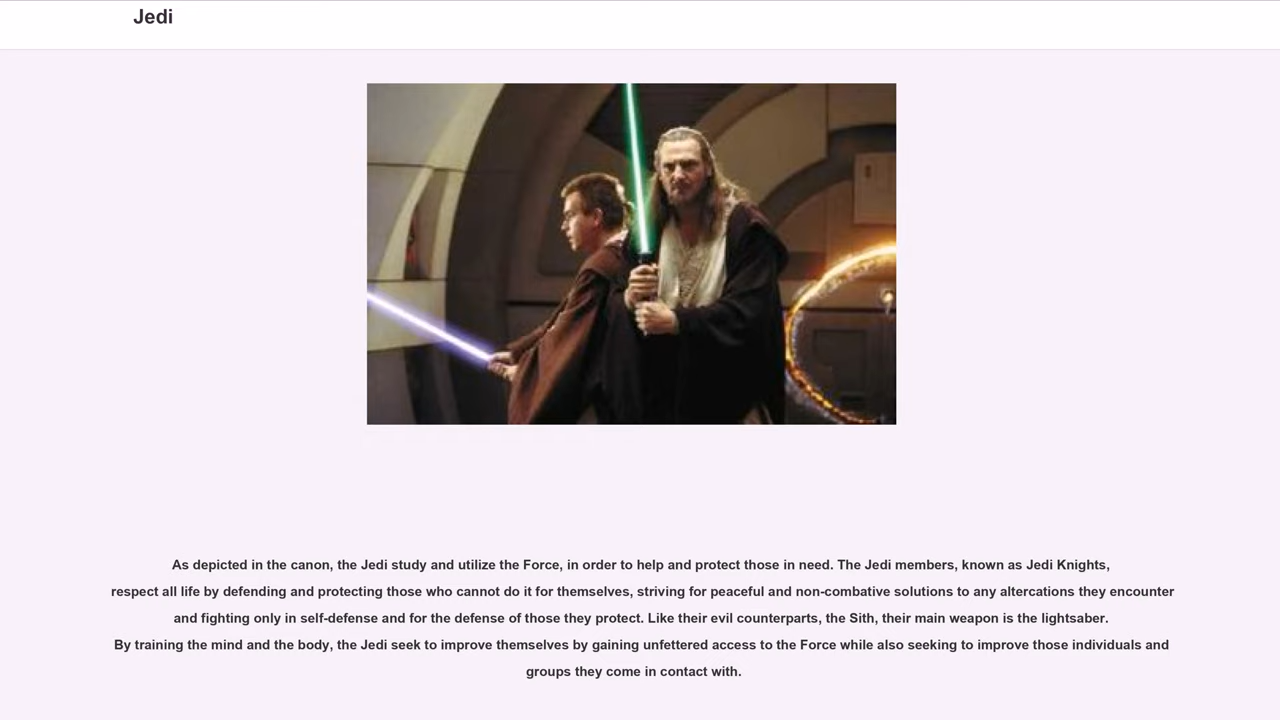 Jedi
As depicted in the canon, the Jedi study and utilize the Force, in order to help and protect those in need. The Jedi members, known as Jedi Knights,
respect all life by defending and protecting those who cannot do it for themselves, striving for peaceful and non-combative solutions to any altercations they encounter
and fighting only in self-defense and for the defense of those they protect. Like their evil counterparts, the Sith, their main weapon is the lightsaber.
By training the mind and the body, the Jedi seek to improve themselves by gaining unfettered access to the Force while also seeking to improve those individuals and
groups they come in contact with.